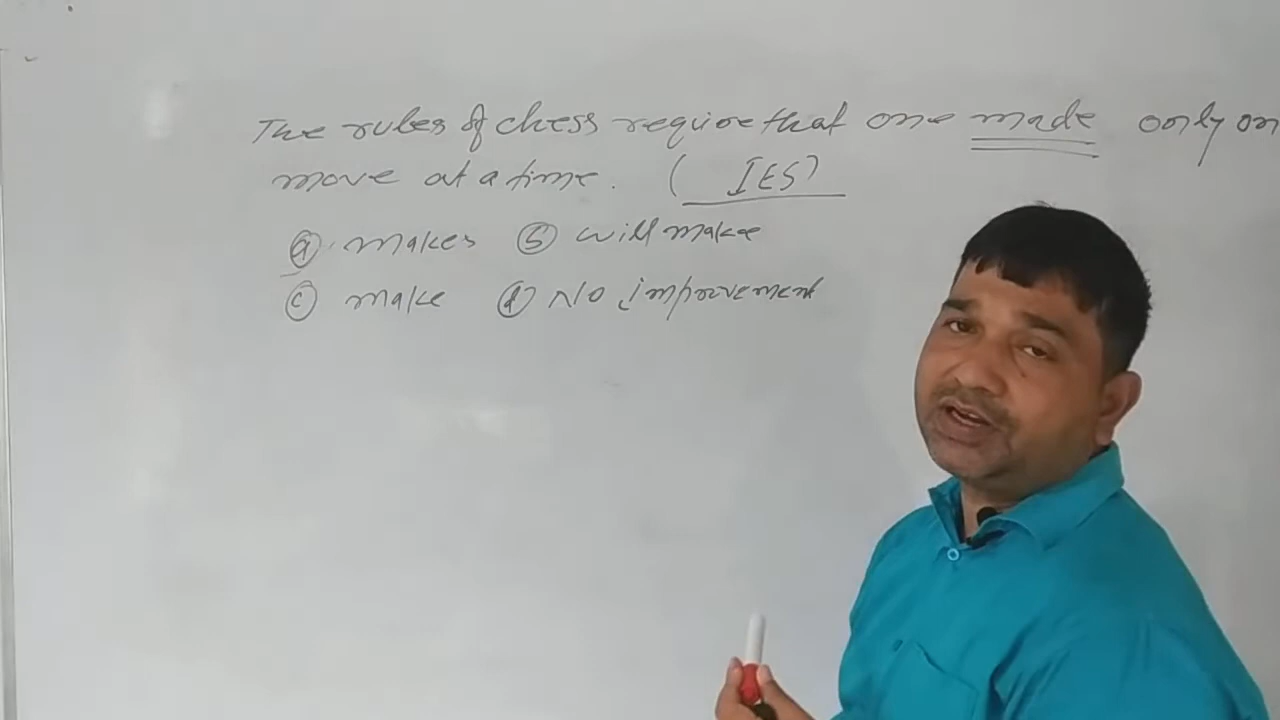 The rules of chess require that one made only on
move at a time. ( IES )
(a) makes (b) will make
(c) make (d) No improvement